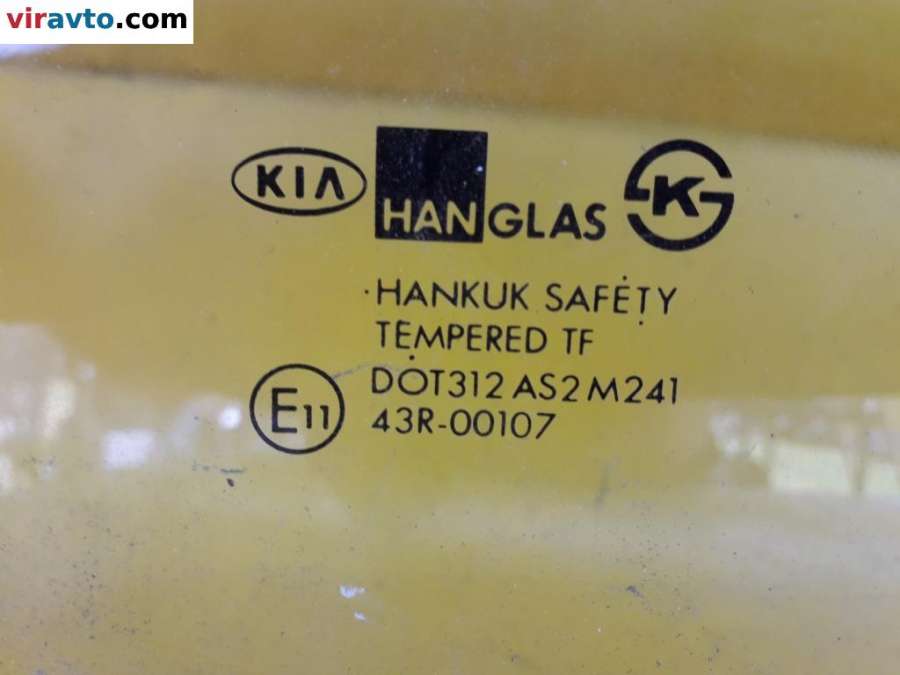 viravto.com
KIA HANGLAS K
HANKUK SAFETY
TEMPERED TF
DOT312 AS2 M241
E11 43R-00107